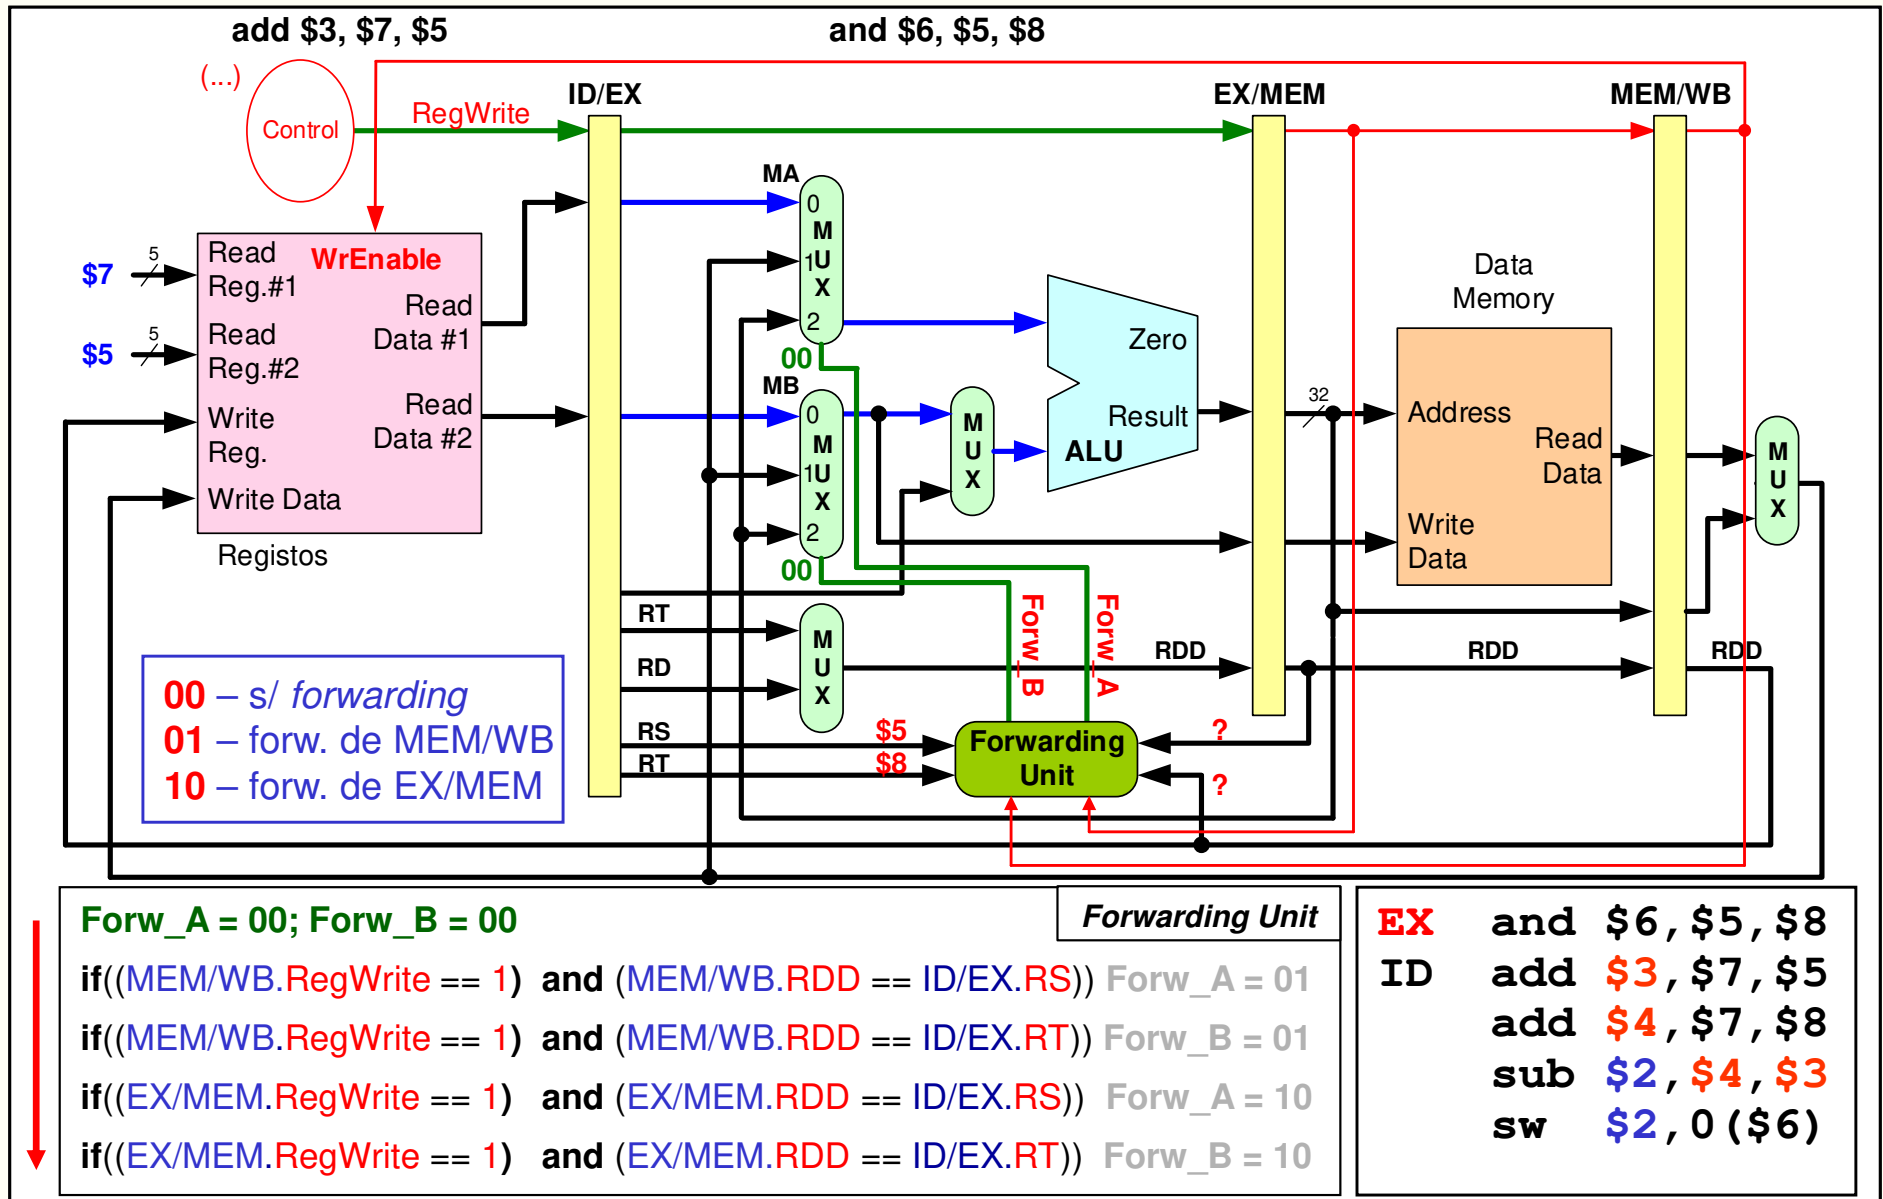 add $3, $7, $5
and $6, $5, $8
(...)
Control
RegWrite
ID/EX
EX/MEM
MEM/WB
MA
0
M
1U
X
2
00
MB
0
M
1U
X
2
00
$7
5
Read
Reg.#1
WrEnable
$5
5
Read
Reg.#2
Read
Data #1
Write
Reg.
Read
Data #2
Write Data
Registos
M
U
X
Zero
Result
ALU
32
Data
Memory
Address
Read
Data
Write
Data
M
U
X
RT
RD
M
U
X
RDD
RDD
RDD
Forw_B
Forw_A
RS
$5
RT
$8
Forwarding
Unit
?
?
00 – s/ forwarding
01 – forw. de MEM/WB
10 – forw. de EX/MEM
Forw_A = 00; Forw_B = 00
Forwarding Unit
if((MEM/WB.RegWrite == 1) and (MEM/WB.RDD == ID/EX.RS)) Forw_A = 01
if((MEM/WB.RegWrite == 1) and (MEM/WB.RDD == ID/EX.RT)) Forw_B = 01
if((EX/MEM.RegWrite == 1) and (EX/MEM.RDD == ID/EX.RS)) Forw_A = 10
if((EX/MEM.RegWrite == 1) and (EX/MEM.RDD == ID/EX.RT)) Forw_B = 10
EX and $6,$5,$8
ID add $3,$7,$5
add $4,$7,$8
sub $2,$4,$3
sw $2,0($6)